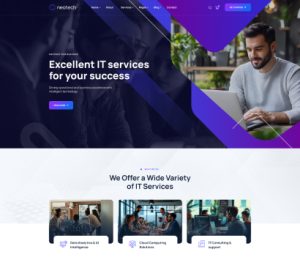 neotech
Home
About
Services
Pages
Blog
Contact
Excellent IT services
for your success
We Offer a Wide Variety
of IT Services
Data Analytics & AI
Intelligence
Cloud Computing
Solutions
IT Consulting &
support